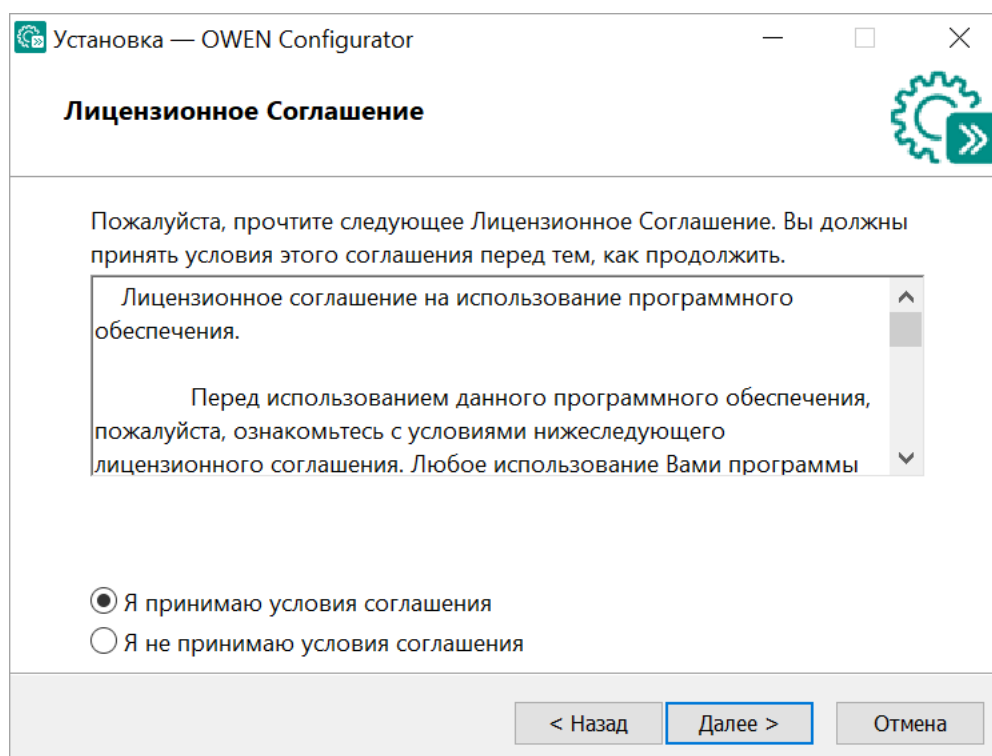 Установка — OWEN Configurator
Лицензионное Соглашение
Пожалуйста, прочтите следующее Лицензионное Соглашение. Вы должны
принять условия этого соглашения перед тем, как продолжить.
Лицензионное соглашение на использование программного
обеспечения.
Перед использованием данного программного обеспечения,
пожалуйста, ознакомьтесь с условиями нижеследующего
лицензионного соглашения. Любое использование Вами программы
Я принимаю условия соглашения
Я не принимаю условия соглашения
< Назад Далее > Отмена